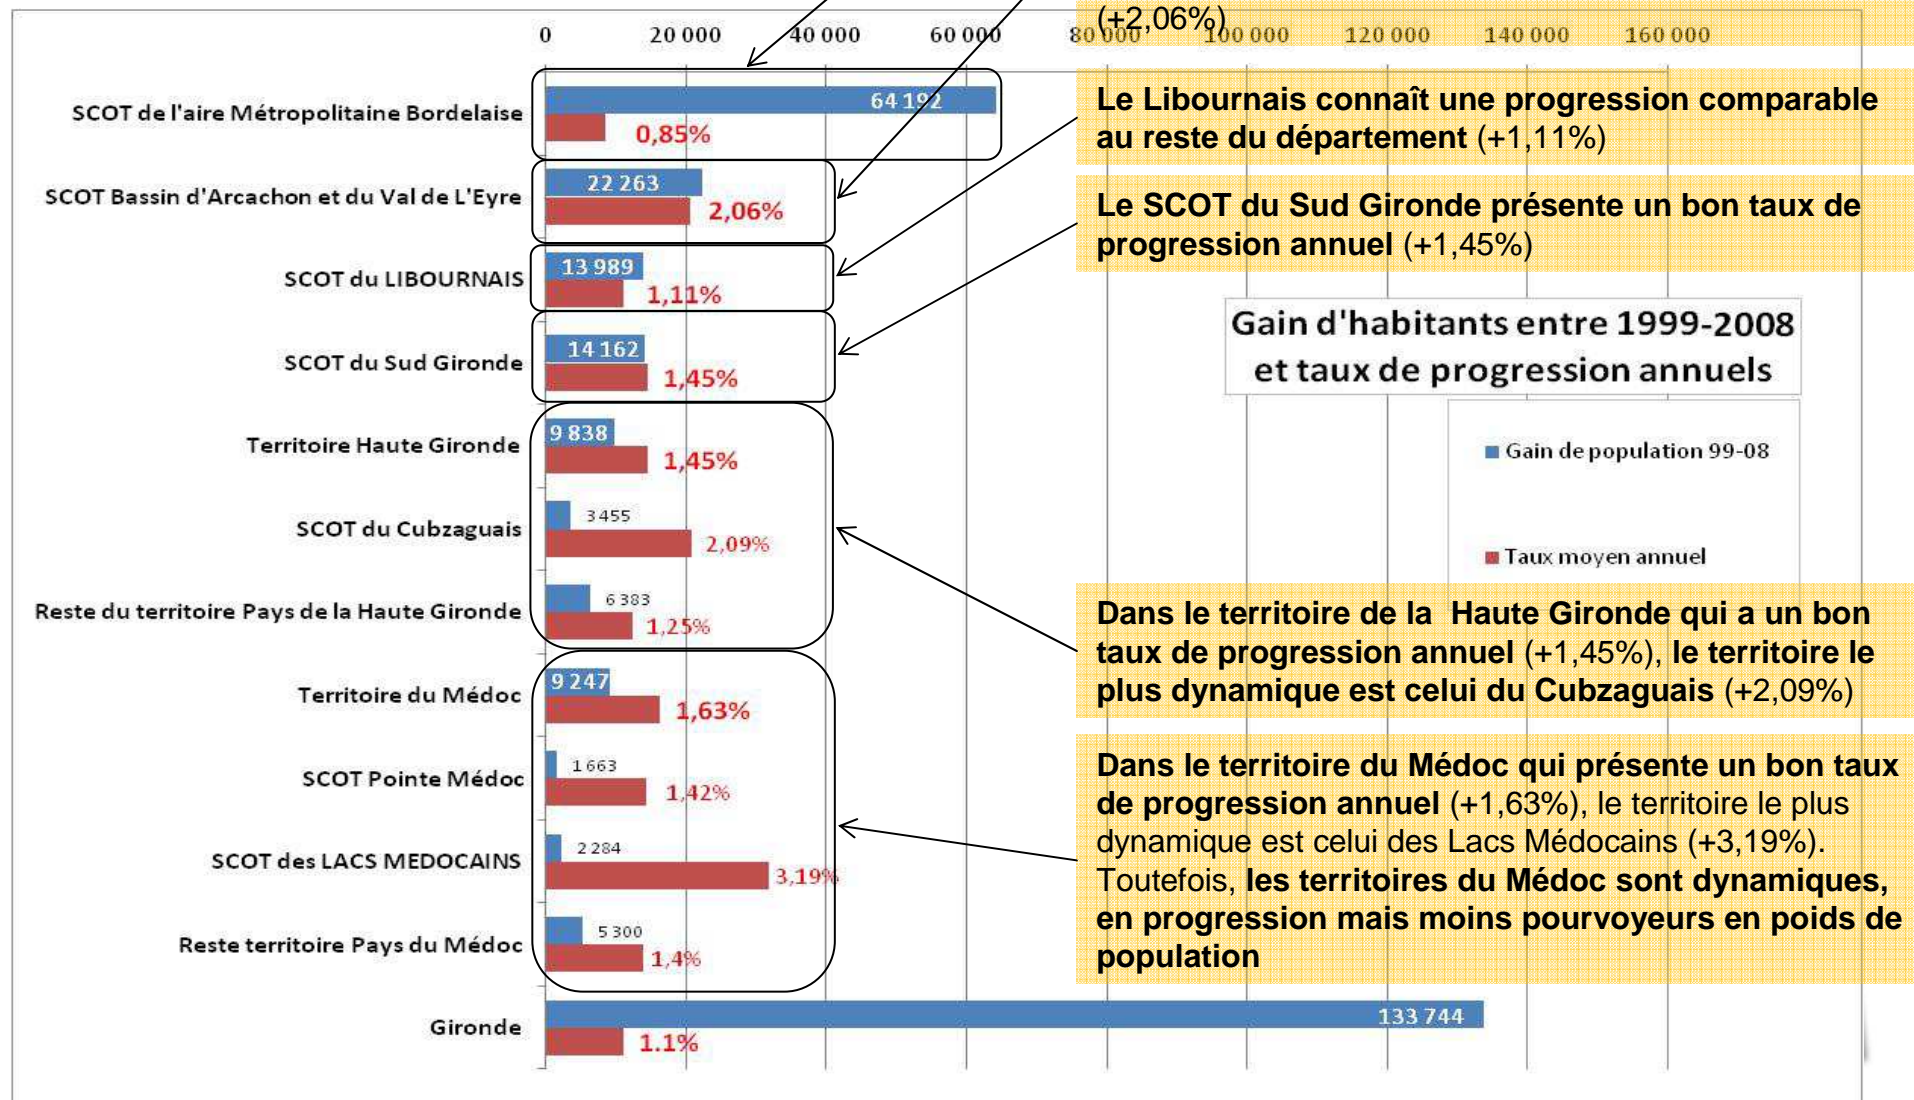 (+2,06%)
0 20 000 40 000 60 000 80 000 100 000 120 000 140 000 160 000
SCOT de l'aire Métropolitaine Bordelaise
64 192
0,85%
SCOT Bassin d'Arcachon et du Val de L'Eyre
22 263
2,06%
SCOT du LIBOURNAIS
13 989
1,11%
SCOT du Sud Gironde
14 162
1,45%
Territoire Haute Gironde
9 838
1,45%
SCOT du Cubzaguais
3 455
2,09%
Reste du territoire Pays de la Haute Gironde
6 383
1,25%
Territoire du Médoc
9 247
1,63%
SCOT Pointe Médoc
1 663
1,42%
SCOT des LACS MEDOCAINS
2 284
3,19%
Reste territoire Pays du Médoc
5 300
1,4%
Gironde
133 744
1.1%
Le Libournais connaît une progression comparable
au reste du département (+1,11%)
Le SCOT du Sud Gironde présente un bon taux de
progression annuel (+1,45%)
Gain d'habitants entre 1999-2008
et taux de progression annuels
Gain de population 99-08
Taux moyen annuel
Dans le territoire de la Haute Gironde qui a un bon
taux de progression annuel (+1,45%), le territoire le
plus dynamique est celui du Cubzaguais (+2,09%)
Dans le territoire du Médoc qui présente un bon taux
de progression annuel (+1,63%), le territoire le plus
dynamique est celui des Lacs Médocains (+3,19%).
Toutefois, les territoires du Médoc sont dynamiques,
en progression mais moins pourvoyeurs en poids de
population